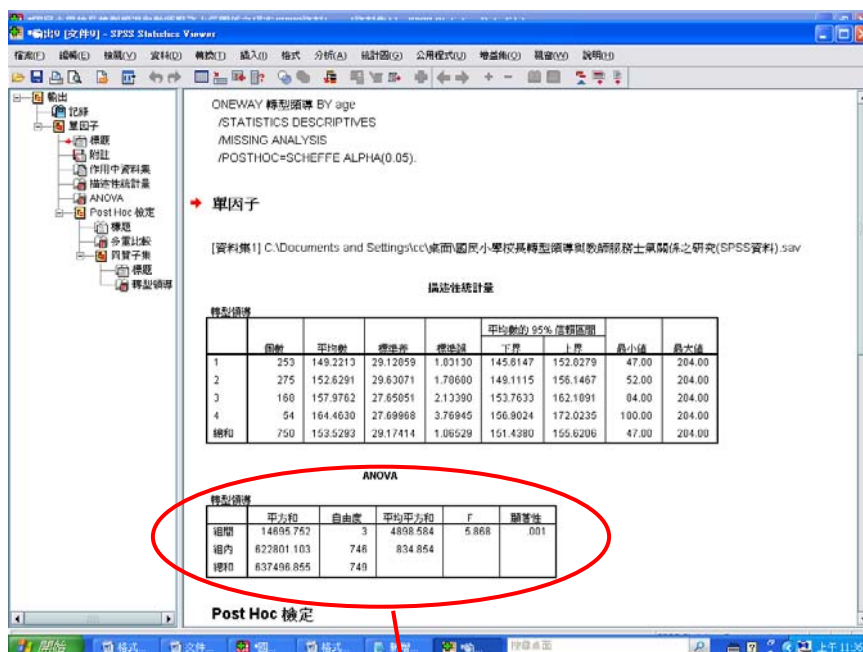 *輸出9 [文件9] - SPSS Statistics Viewer
檔案(F) 編輯(E) 檢視(V) 資料(D) 轉換(T) 插入(I) 格式 分析(A) 統計圖(G) 公用程式(U) 增益集(O) 視窗(W) 說明(H)
輸出
記錄
單因子
標題
附註
作用中資料集
描述性統計量
ANOVA
Post Hoc 檢定
標題
多重比較
同質子集
標題
轉型領導
ONEWAY 轉型領導 BY age
/STATISTICS DESCRIPTIVES
/MISSING ANALYSIS
/POSTHOC=SCHEFFE ALPHA(0.05).
單因子
[資料集1] C:\Documents and Settings\cc\桌面\國民小學校長轉型領導與教師服務士氣關係之研究(SPSS資料).sav
描述性統計量
轉型領導
平均數的 95% 信賴區間
個數 平均數 標準差 標準誤 下界 上界 最小值 最大值
1 253 149.2213 29.12859 1.83130 145.6147 152.8279 47.00 204.00
2 275 152.6291 29.63071 1.78680 149.1115 156.1467 52.00 204.00
3 168 157.9762 27.65851 2.13390 153.7633 162.1891 84.00 204.00
4 54 164.4630 27.69968 3.76945 156.9024 172.0235 100.00 204.00
總和 750 153.5293 29.17414 1.06529 151.4380 155.6206 47.00 204.00
ANOVA
轉型領導
平方和 自由度 平均平方和 F 顯著性
組間 14695.752 3 4898.584 5.868 .001
組內 622801.103 746 834.854
總和 637496.855 749
Post Hoc 檢定
開始 格式... 文件... 格式... 搜尋桌面 上午 11: